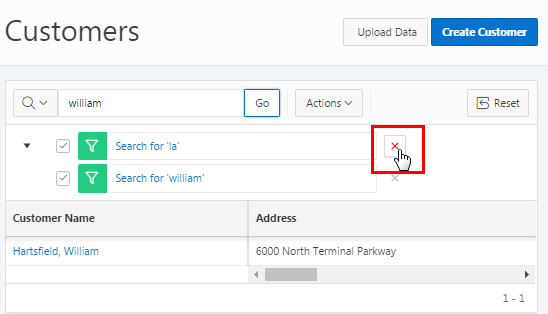 Customers
Upload Data
Create Customer
william
Go
Actions
Reset
Search for 'la'
Search for 'william'
Customer Name
Address
Hartsfield, William
6000 North Terminal Parkway
1 - 1